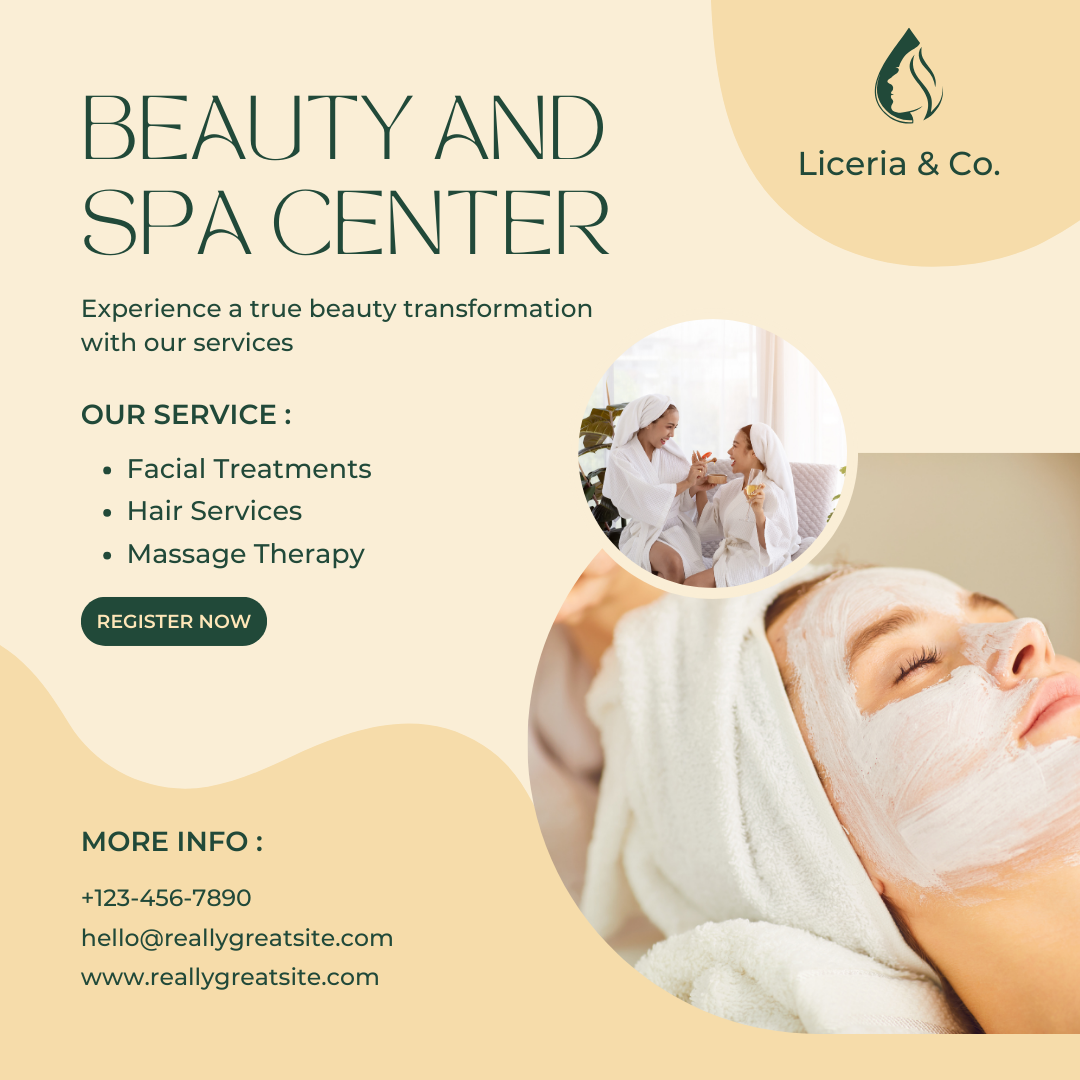 BEAUTY AND
SPA CENTER
Liceria & Co.
Experience a true beauty transformation
with our services
OUR SERVICE :
• Facial Treatments
• Hair Services
• Massage Therapy
REGISTER NOW
MORE INFO :
+123-456-7890
hello@reallygreatsite.com
www.reallygreatsite.com